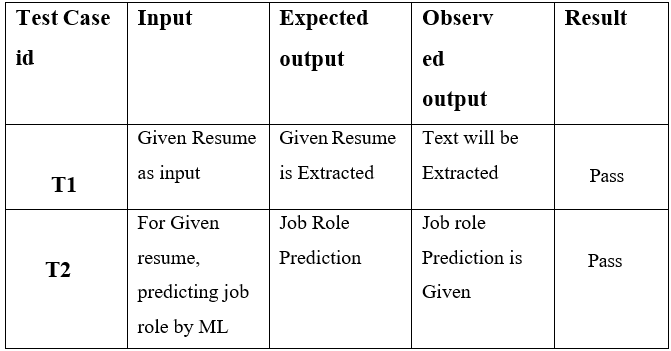 Test Case id
Input
Expected output
Observ
ed
output
Result
T1
Given Resume
as input
Given Resume
is Extracted
Text will be
Extracted
Pass
T2
For Given
resume,
predicting job
role by ML
Job Role
Prediction
Job role
Prediction is
Given
Pass